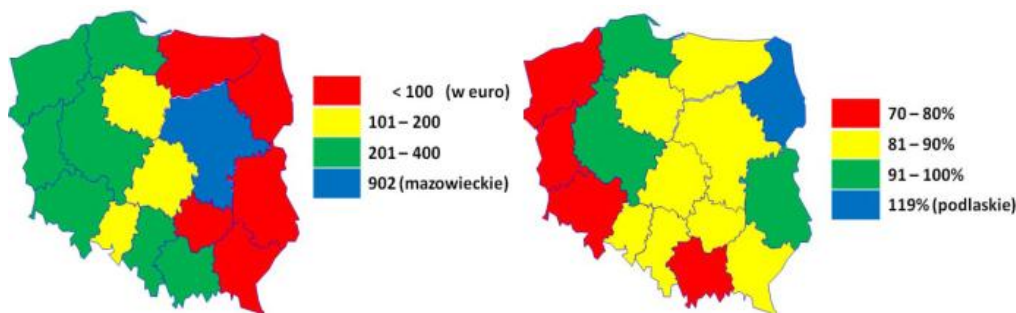 < 100 (w euro)
101 – 200
201 – 400
902 (mazowieckie)
70 – 80%
81 – 90%
91 – 100%
119% (podlaskie)